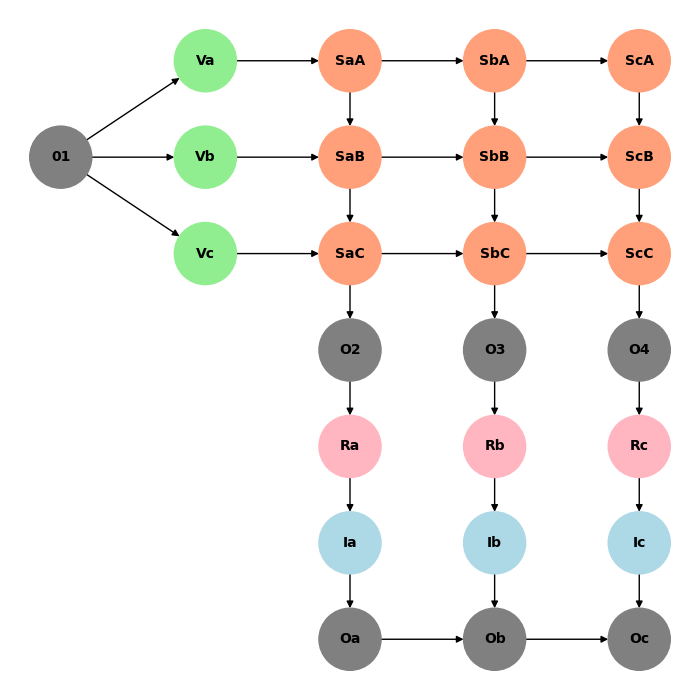 Va SaA SbA ScA
01 Vb SaB SbB ScB
Vc SaC SbC ScC
O2 O3 O4
Ra Rb Rc
Ia Ib Ic
Oa Ob Oc